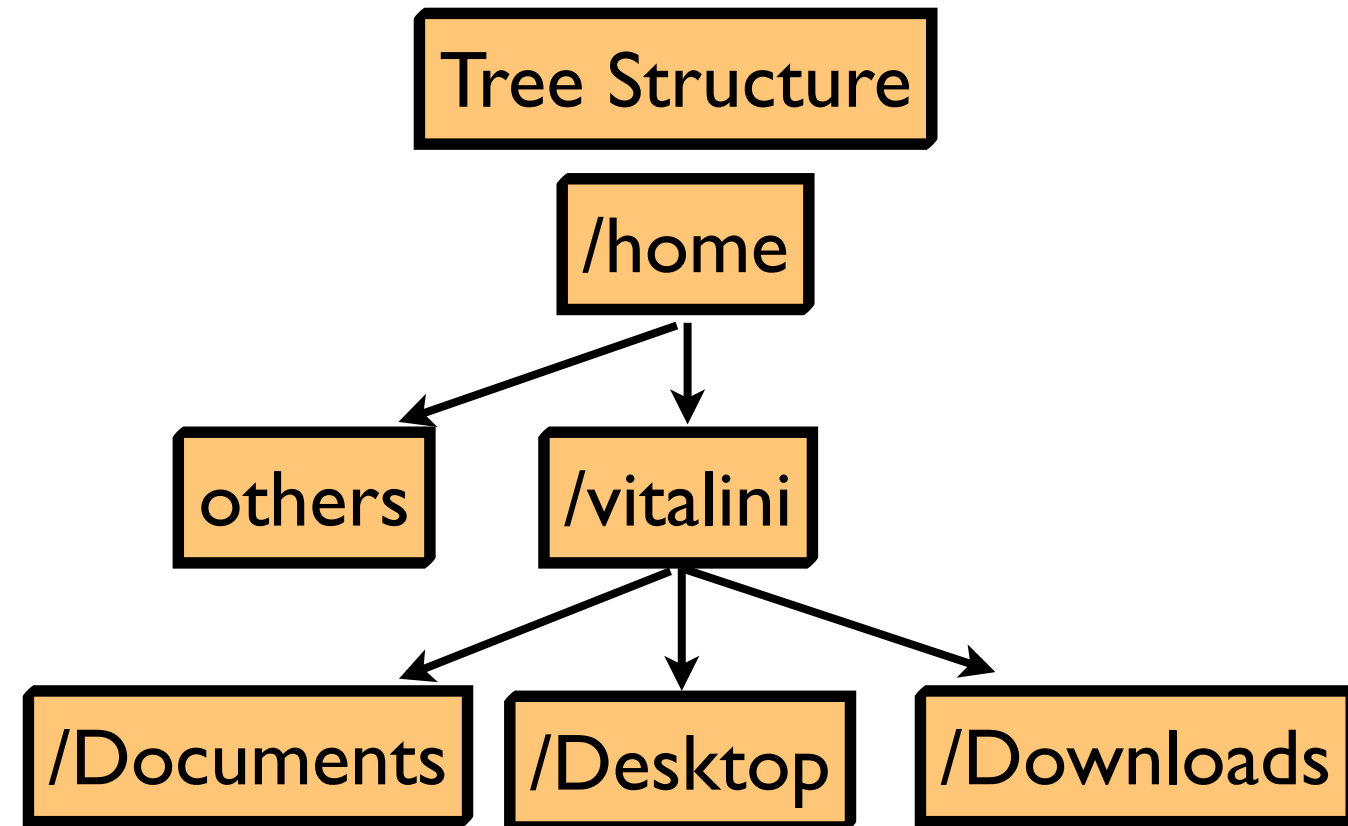 Tree Structure
/home
others
/vitalini
/Documents
/Desktop
/Downloads